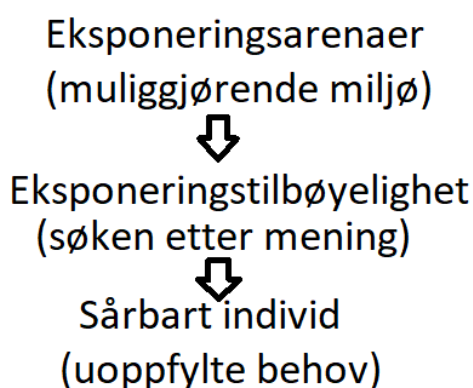 Eksponeringsarenaer
(muliggjørende miljø)
Eksponeringstilbøyelighet
(søken etter mening)
Sårbart individ
(uoppfylte behov)